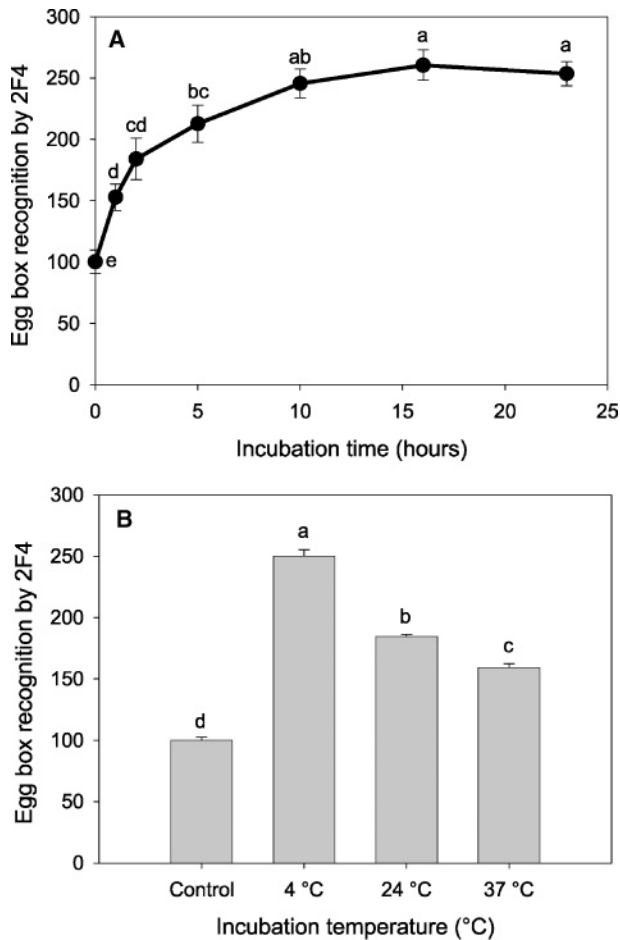 300
A
a
a
ab
250
bc
200
cd
d
150
100
e
50
0
0
5
10
15
20
25
Egg box recognition by 2F4
Incubation time (hours)
300
B
a
250
200
b
c
150
d
100
50
0
Control
4 °C
24 °C
37 °C
Egg box recognition by 2F4
Incubation temperature (°C)